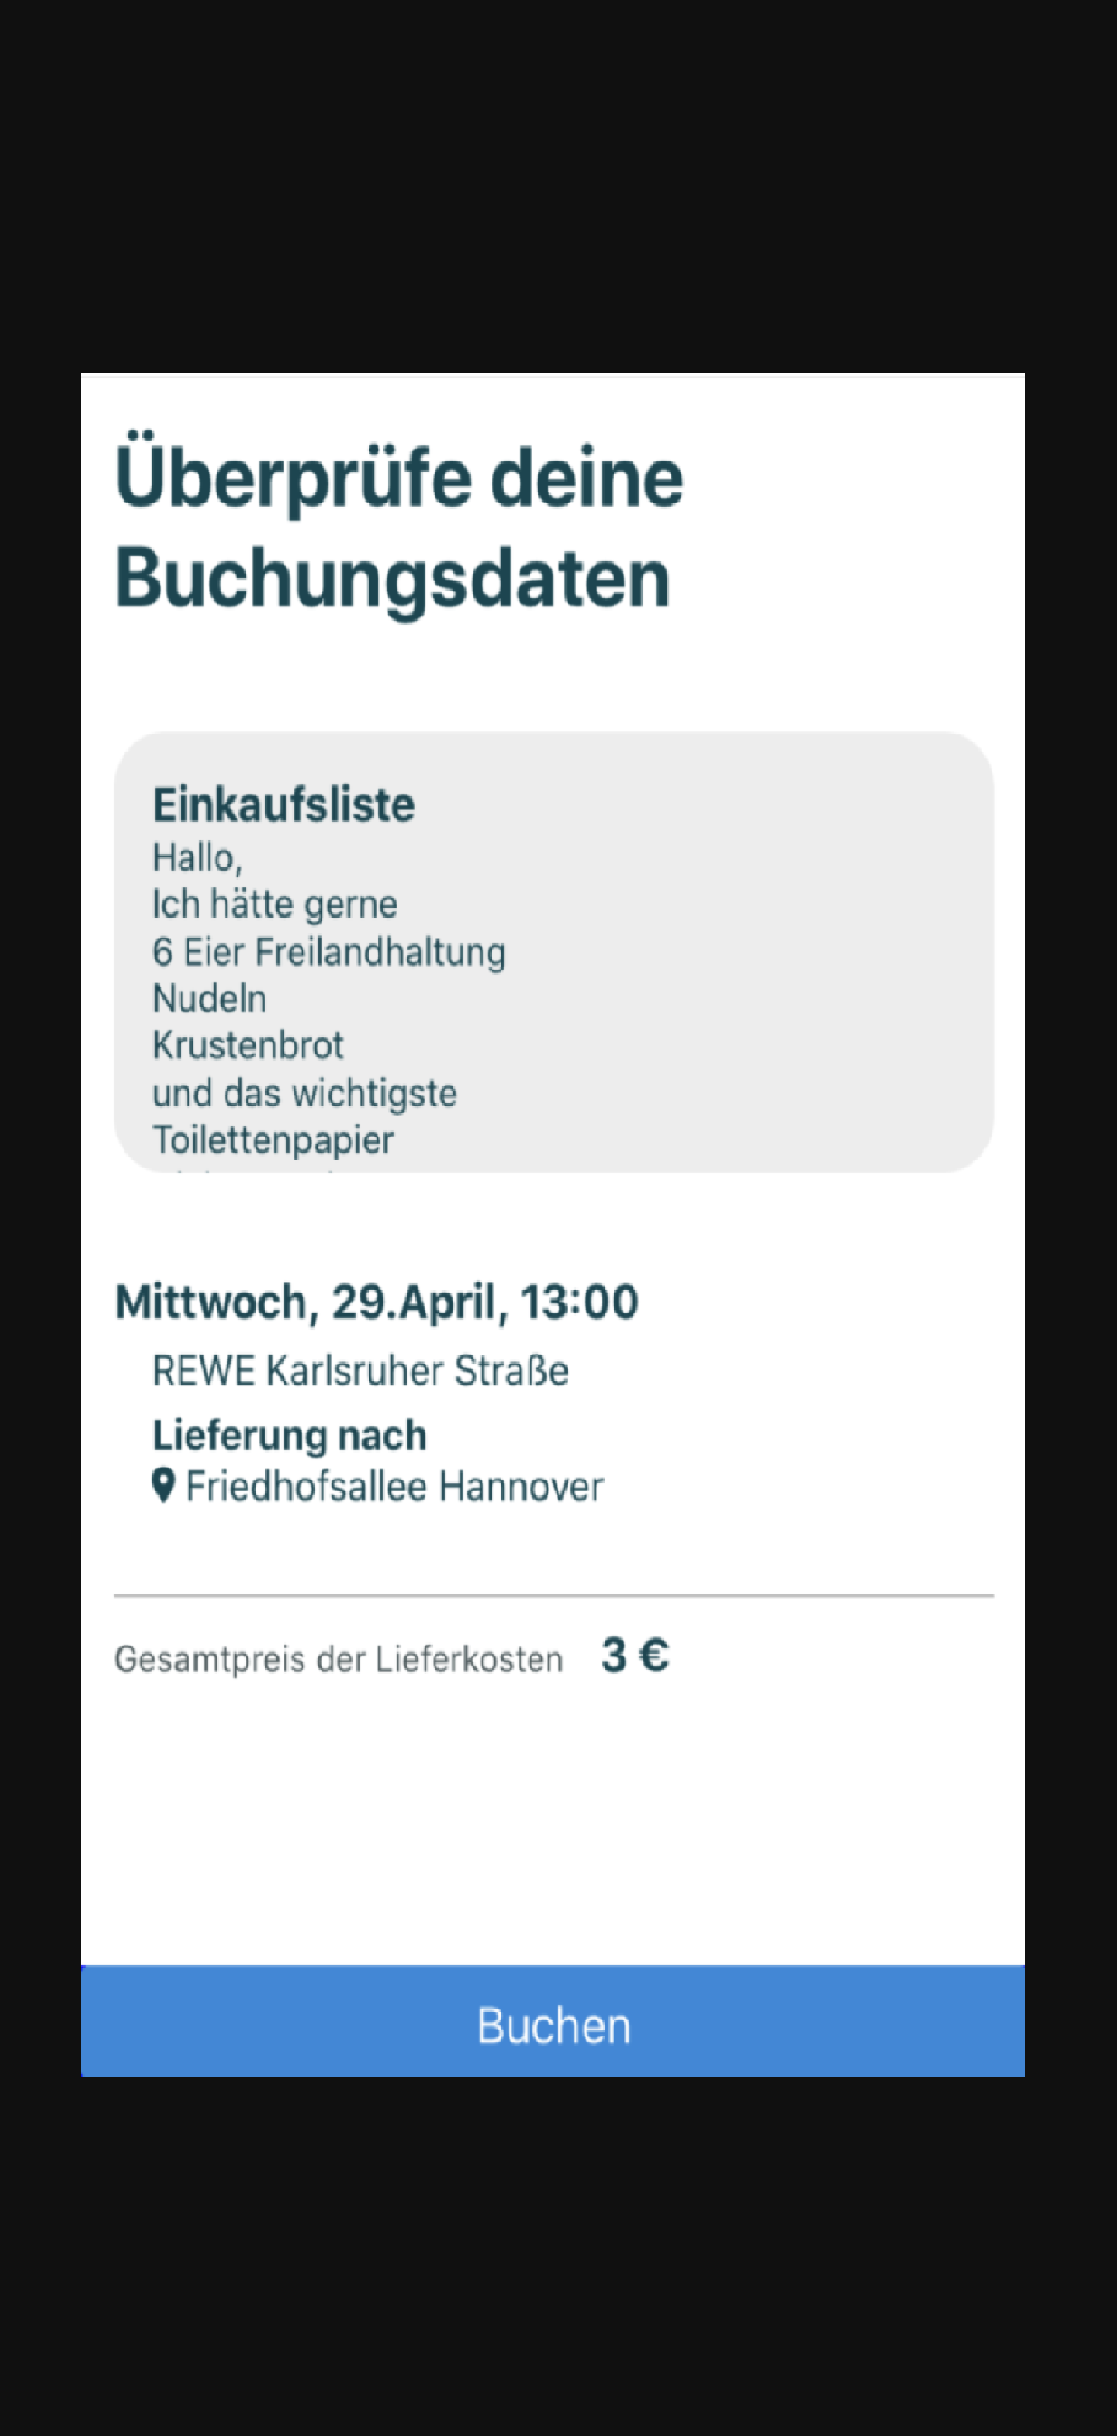 Überprüfe deine
Buchungsdaten
Einkaufsliste
Hallo,
Ich hätte gerne
6 Eier Freilandhaltung
Nudeln
Krustenbrot
und das wichtigste
Toilettenpapier
Mittwoch, 29.April, 13:00
REWE Karlsruher Straße
Lieferung nach
Friedhofsallee Hannover
Gesamtpreis der Lieferkosten 3 €
Buchen